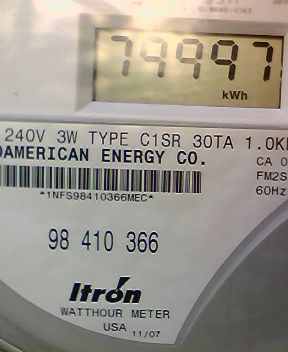 79997
kWh
240V 3W TYPE C1SR 30TA 1.0
AMERICAN ENERGY CO.
CA
FM2S
60Hz
*1NFS98410366MEC*
98 410 366
Itron
WATTHOUR METER
USA 11/07